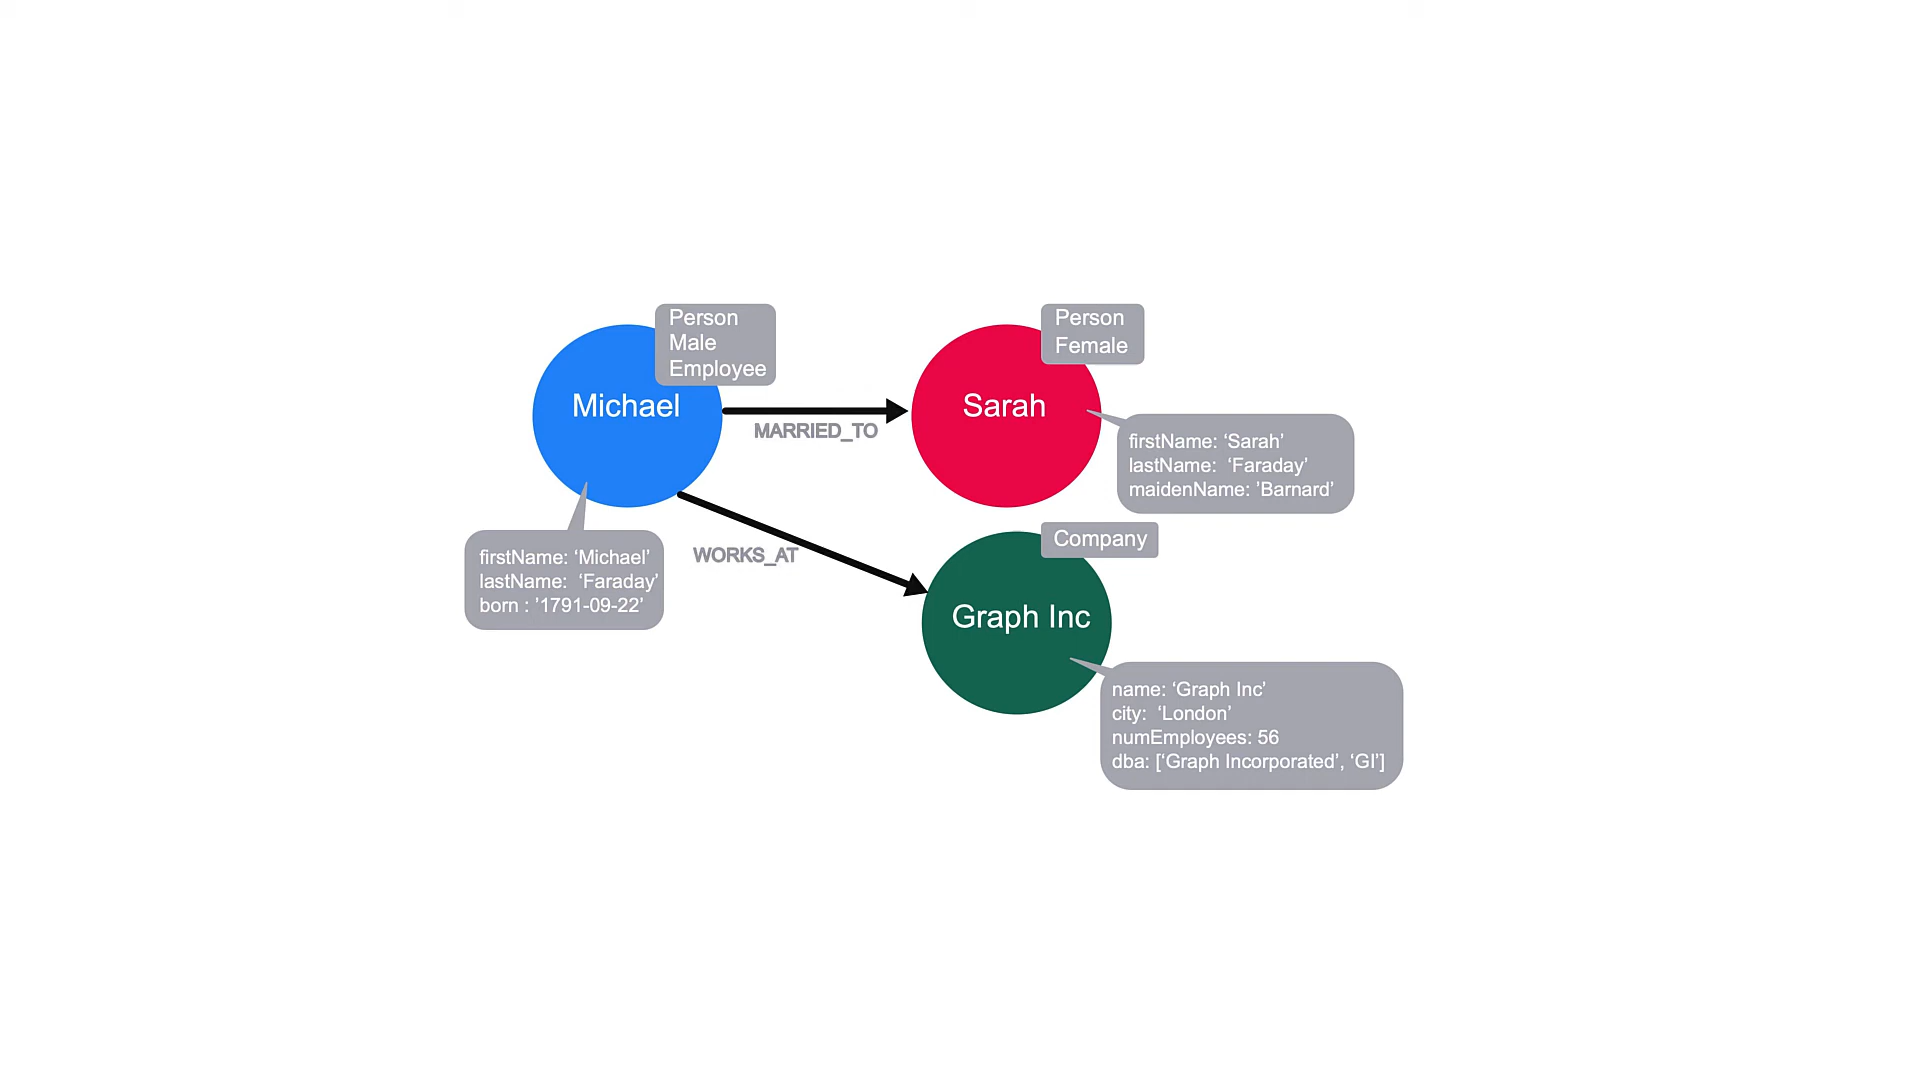 Person
Male
Employee
Michael
MARRIED_TO
Person
Female
Sarah
firstName: ‘Sarah’
lastName:  ‘Faraday’
maidenName: ’Barnard’
firstName: ‘Michael’
lastName:  ‘Faraday’
born : ’1791-09-22’
WORKS_AT
Company
Graph Inc
name: ‘Graph Inc’
city:  ‘London’
numEmployees: 56
dba: [‘Graph Incorporated’, ‘GI’]